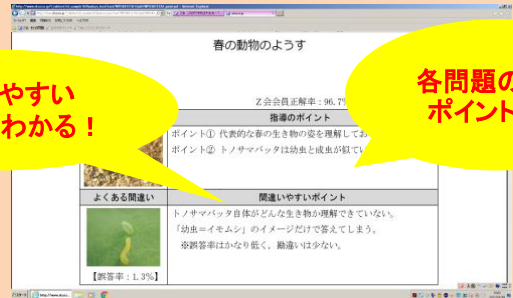 春の動物のようす
やすい
わかる！
各問題の
ポイント
Z会会員正解率：96.7%
指導のポイント
ポイント① 代表的な春の生き物の姿を理解してお
ポイント② トノサマバッタは幼虫と成虫が似てい
よくある間違い
間違いやすいポイント
トノサマバッタ自体がどんな生き物か理解できていない。
「幼虫＝イモムシ」のイメージだけで答えてしまう。
※誤答率はかなり低く、勘違いは少ない。
【誤答率：1.3%】